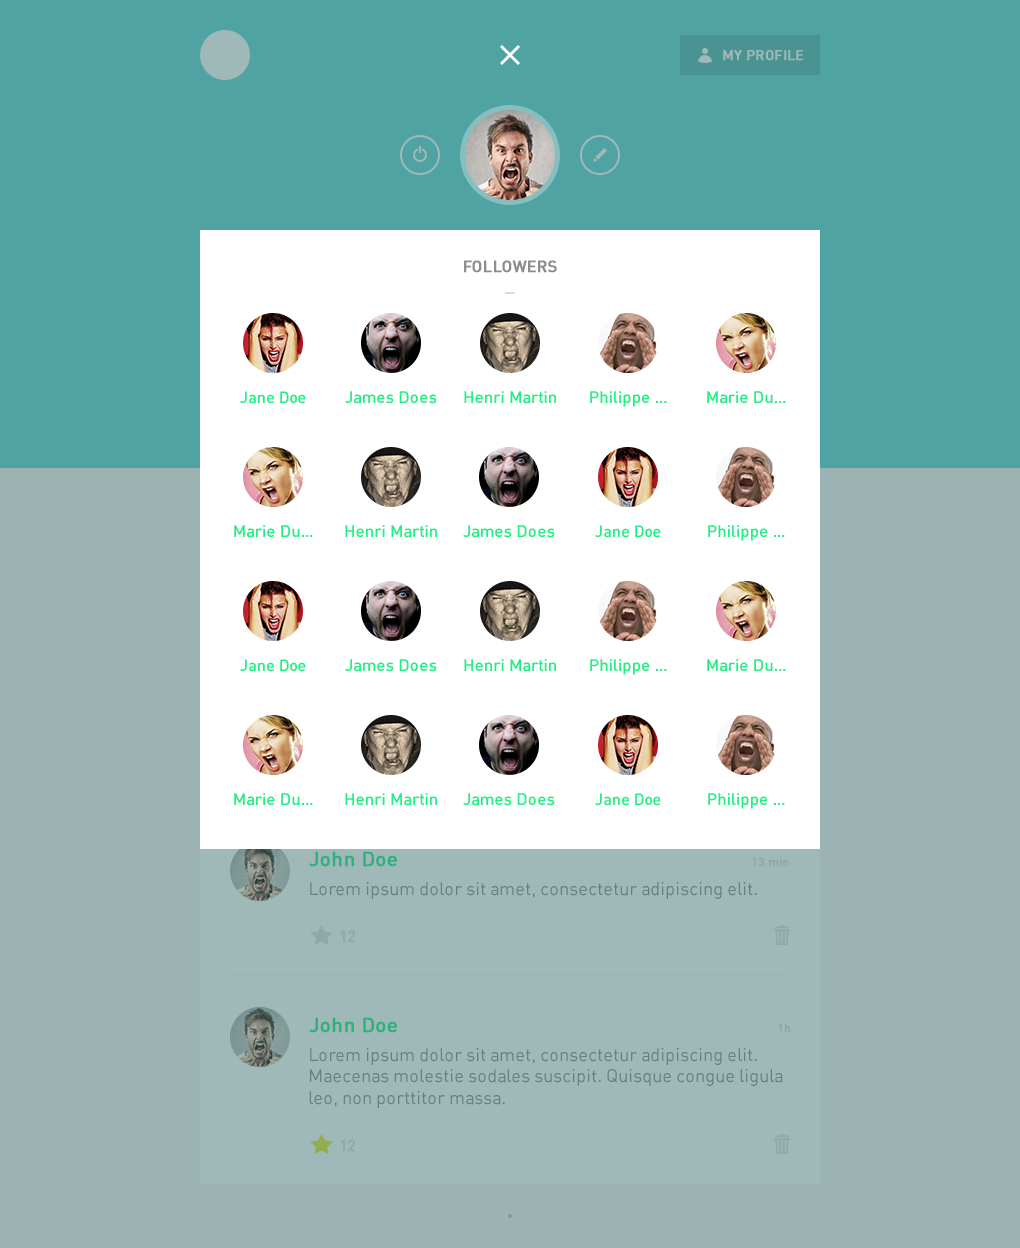 MY PROFILE
FOLLOWERS
Jane Doe
James Does
Henri Martin
Philippe ...
Marie Du...
Marie Du...
Henri Martin
James Does
Jane Doe
Philippe ...
Jane Doe
James Does
Henri Martin
Philippe ...
Marie Du...
Marie Du...
Henri Martin
James Does
Jane Doe
Philippe ...
John Doe
13 min
Lorem ipsum dolor sit amet, consectetur adipiscing elit.
12
John Doe
1h
Lorem ipsum dolor sit amet, consectetur adipiscing elit.
Maecenas molestie sodales suscipit. Quisque congue ligula
leo, non porttitor massa.
12